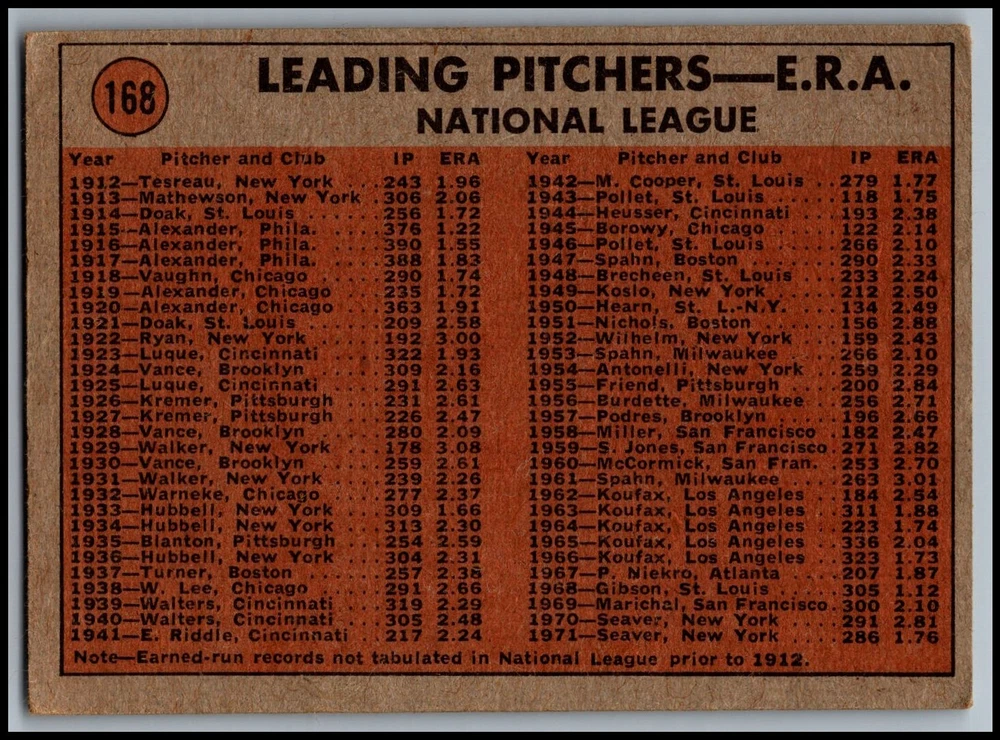 168
LEADING PITCHERS—E.R.A.
NATIONAL LEAGUE
Year Pitcher and Club IP ERA
1912—Tesreau, New York ...243 1.96
1913—Mathewson, New York 306 2.06
1914—Doak, St. Louis ......256 1.72
1915—Alexander, Phila. ....376 1.22
1916—Alexander, Phila. ....390 1.55
1917—Alexander, Phila. ....388 1.83
1918—Vaughn, Chicago .....290 1.74
1919—Alexander, Chicago ...235 1.72
1920—Alexander, Chicago ...363 1.91
1921—Doak, St. Louis ......209 2.58
1922—Ryan, New York .....192 3.00
1923—Luque, Cincinnati ....322 1.93
1924—Vance, Brooklyn .....309 2.16
1925—Luque, Cincinnati ....291 2.63
1926—Kremer, Pittsburgh ...231 2.61
1927—Kremer, Pittsburgh ...226 2.47
1928—Vance, Brooklyn .....280 2.09
1929—Walker, New York ...178 3.08
1930—Vance, Brooklyn .....259 2.61
1931—Walker, New York ...239 2.26
1932—Warneke, Chicago ....277 2.37
1933—Hubbell, New York ...309 1.66
1934—Hubbell, New York ...313 2.30
1935—Blanton, Pittsburgh ...254 2.59
1936—Hubbell, New York ...304 2.31
1937—Turner, Boston ......257 2.38
1938—W. Lee, Chicago .....291 2.66
1939—Walters, Cincinnati ...319 2.29
1940—Walters, Cincinnati ...305 2.48
1941—E. Riddle, Cincinnati ..217 2.24
Year Pitcher and Club IP ERA
1942—M. Cooper, St. Louis ..279 1.77
1943—Pollet, St. Louis .....118 1.75
1944—Heusser, Cincinnati ...193 2.38
1945—Borowy, Chicago .....122 2.14
1946—Pollet, St. Louis .....266 2.10
1947—Spahn, Boston .......290 2.33
1948—Brecheen, St. Louis ...233 2.24
1949—Koslo, New York .....212 2.50
1950—Hearn, St. L.-N.Y. ....134 2.49
1951—Nichols, Boston ......156 2.88
1952—Wilhelm, New York ...159 2.43
1953—Spahn, Milwaukee ....266 2.10
1954—Antonelli, New York ..259 2.29
1955—Friend, Pittsburgh ....200 2.84
1956—Burdette, Milwaukee ..256 2.71
1957—Podres, Brooklyn .....196 2.66
1958—Miller, San Francisco .182 2.47
1959—S. Jones, San Francisco 271 2.82
1960—McCormick, San Fran. .253 2.70
1961—Spahn, Milwaukee ....263 3.01
1962—Koufax, Los Angeles ..184 2.54
1963—Koufax, Los Angeles ..311 1.88
1964—Koufax, Los Angeles ..223 1.74
1965—Koufax, Los Angeles ..336 2.04
1966—Koufax, Los Angeles ..323 1.73
1967—P. Niekro, Atlanta ....207 1.87
1968—Gibson, St. Louis .....305 1.12
1969—Marichal, San Francisco.300 2.10
1970—Seaver, New York ....291 2.81
1971—Seaver, New York ....286 1.76
Note—Earned-run records not tabulated in National League prior to 1912.